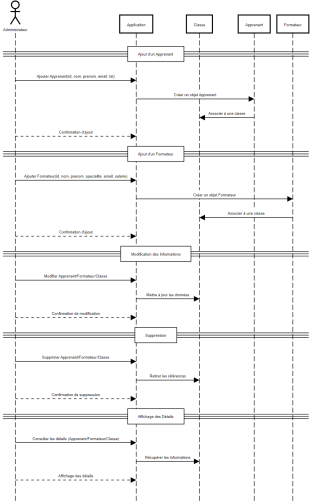 Administrateur
Application
Classe
Apprenant
Formateur
Ajout d'un Apprenant
Ajouter Apprenant(id, nom, prenom, email, tel)
Créer un objet Apprenant
Associer à une classe
Confirmation d'ajout
Ajout d'un Formateur
Ajouter Formateur(id, nom, prenom, specialite, email, salaire)
Créer un objet Formateur
Associer à une classe
Confirmation d'ajout
Modification des Informations
Modifier Apprenant/Formateur/Classe
Mettre à jour les données
Confirmation de modification
Suppression
Supprimer Apprenant/Formateur/Classe
Retirer les références
Confirmation de suppression
Affichage des Détails
Consulter les détails (Apprenant/Formateur/Classe)
Récupérer les informations
Affichage des détails